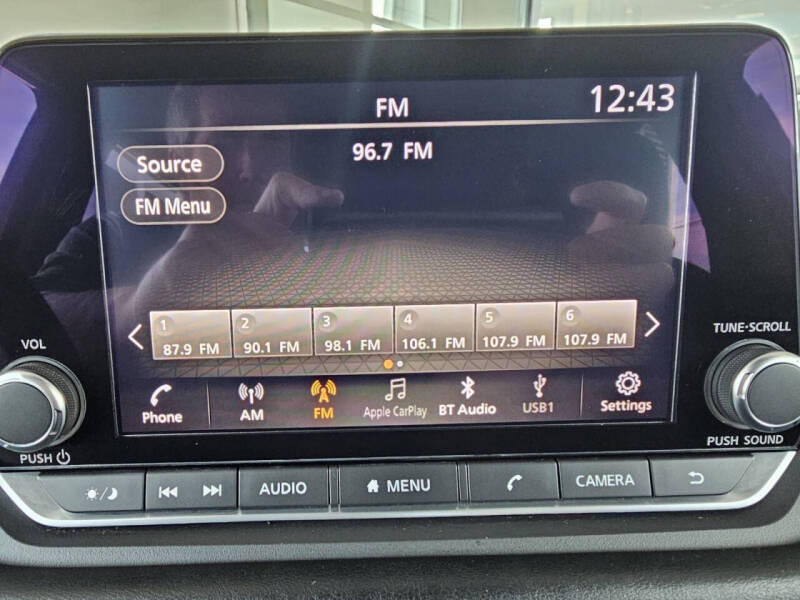 FM
12:43
96.7 FM
Source
FM Menu
1 2 3 4 5 6
87.9 FM 90.1 FM 98.1 FM 106.1 FM 107.9 FM 107.9 FM
Phone AM FM Apple CarPlay BT Audio USB1 Settings
VOL
PUSH
TUNE·SCROLL
PUSH SOUND
AUDIO MENU CAMERA